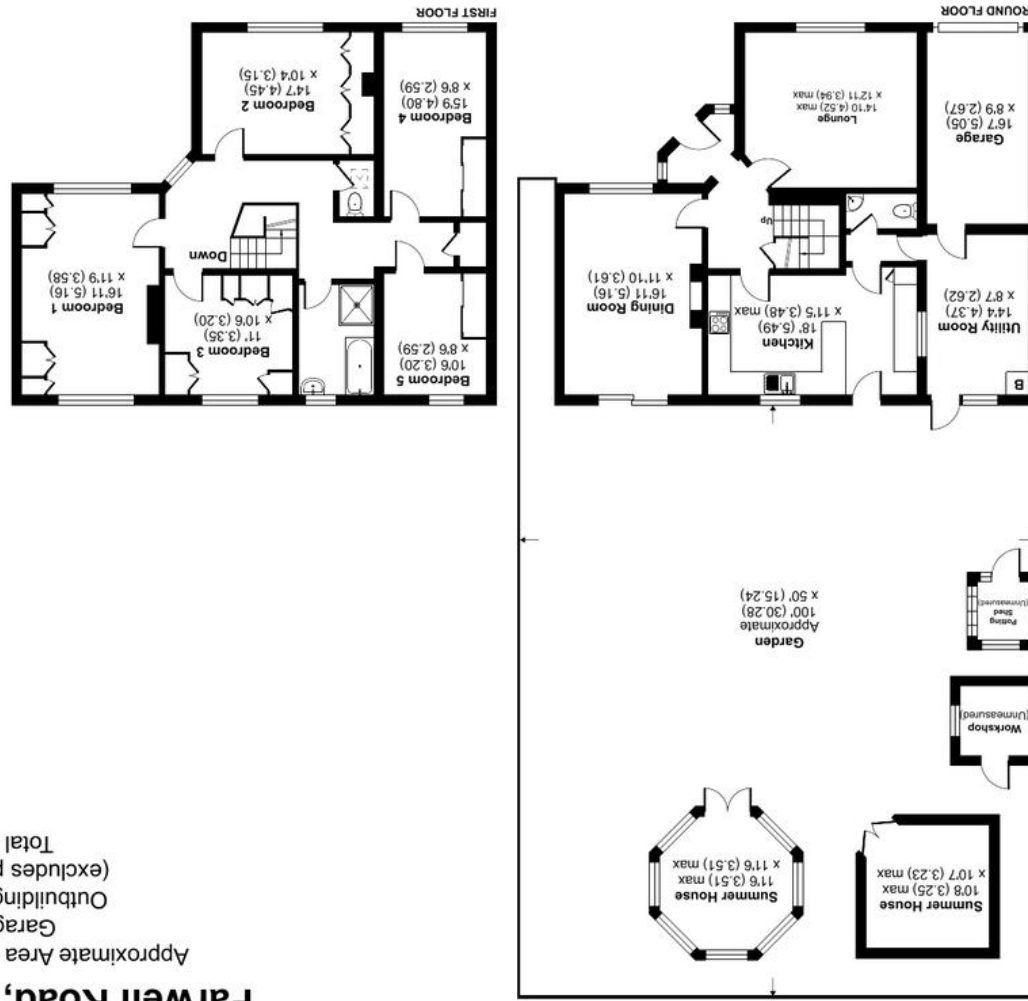 Farwell Road,
Approximate Area
Garag
Outbuilding
(excludes p
Total
Summer House
10'8 (3.25) max
x 10'7 (3.23) max
Summer House
11'6 (3.51) max
x 11'6 (3.51) max
Workshop
(Unmeasured)
Potting
Shed
(Unmeasured)
Garden
Approximate
100' (30.28)
x 50' (15.24)
B
Utility Room
14'4 (4.37)
x 8'7 (2.62)
Kitchen
18' (5.49)
x 11'5 (3.48) max
Dining Room
16'11 (5.16)
x 11'10 (3.61)
Up
Garage
16'7 (5.05)
x 8'9 (2.67)
Lounge
14'10 (4.52) max
x 12'11 (3.94) max
ROUND FLOOR
Bedroom 5
10'6 (3.20)
x 8'6 (2.59)
Bedroom 3
11' (3.35)
x 10'6 (3.20)
Bedroom 1
16'11 (5.16)
x 11'9 (3.58)
Down
Bedroom 4
15'9 (4.80)
x 8'6 (2.59)
Bedroom 2
14'7 (4.45)
x 10'4 (3.15)
FIRST FLOOR